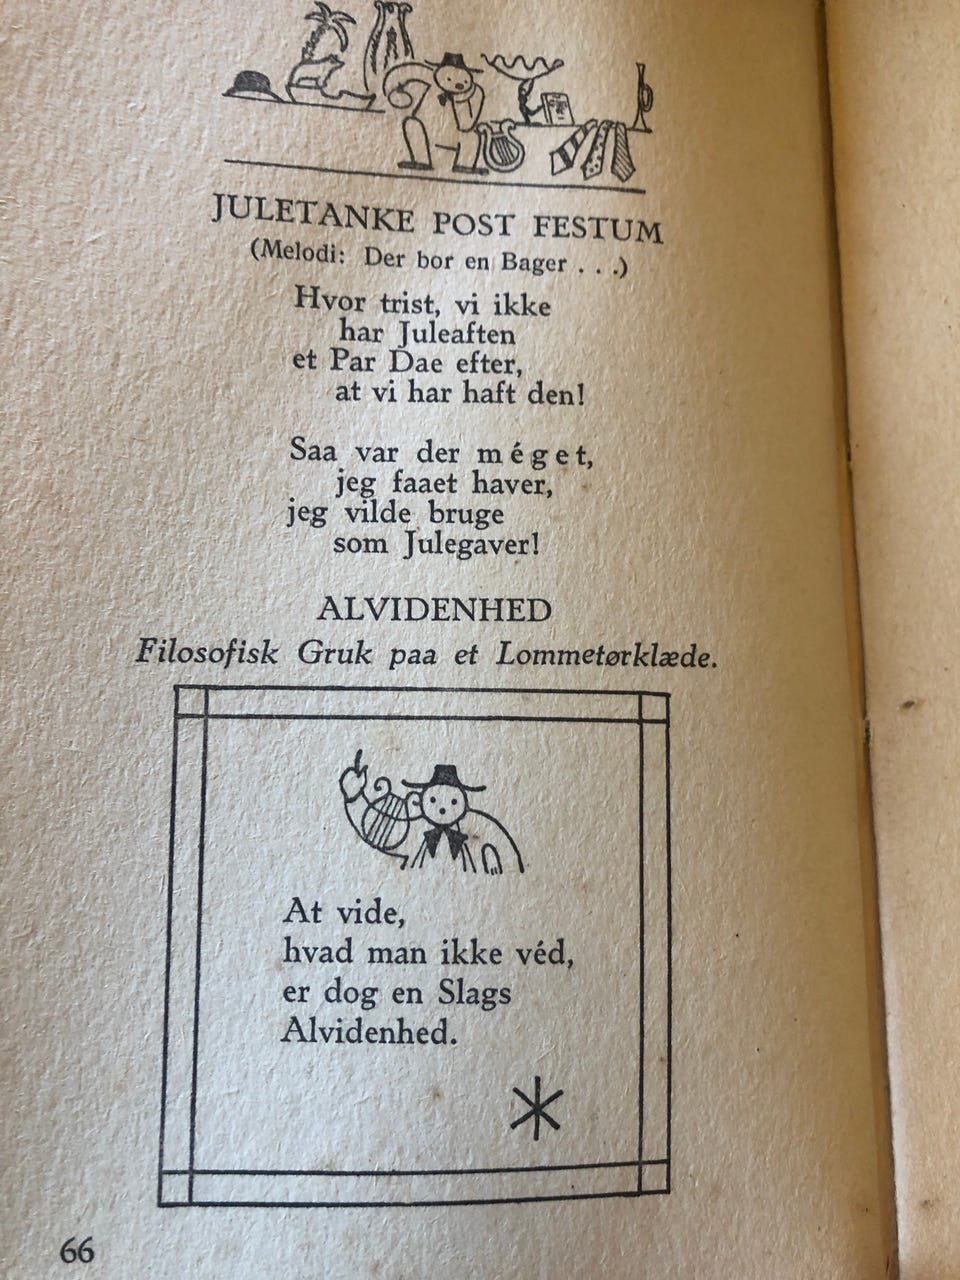 JULETANKE POST FESTUM
(Melodi: Der bor en Bager . . .)
Hvor trist, vi ikke
har Juleaften
et Par Dae efter,
at vi har haft den!
Saa var der méget,
jeg faaet haver,
jeg vilde bruge
som Julegaver!
ALVIDENHED
Filosofisk Gruk paa et Lommetørklæde.
At vide,
hvad man ikke véd,
er dog en Slags
Alvidenhed.
66